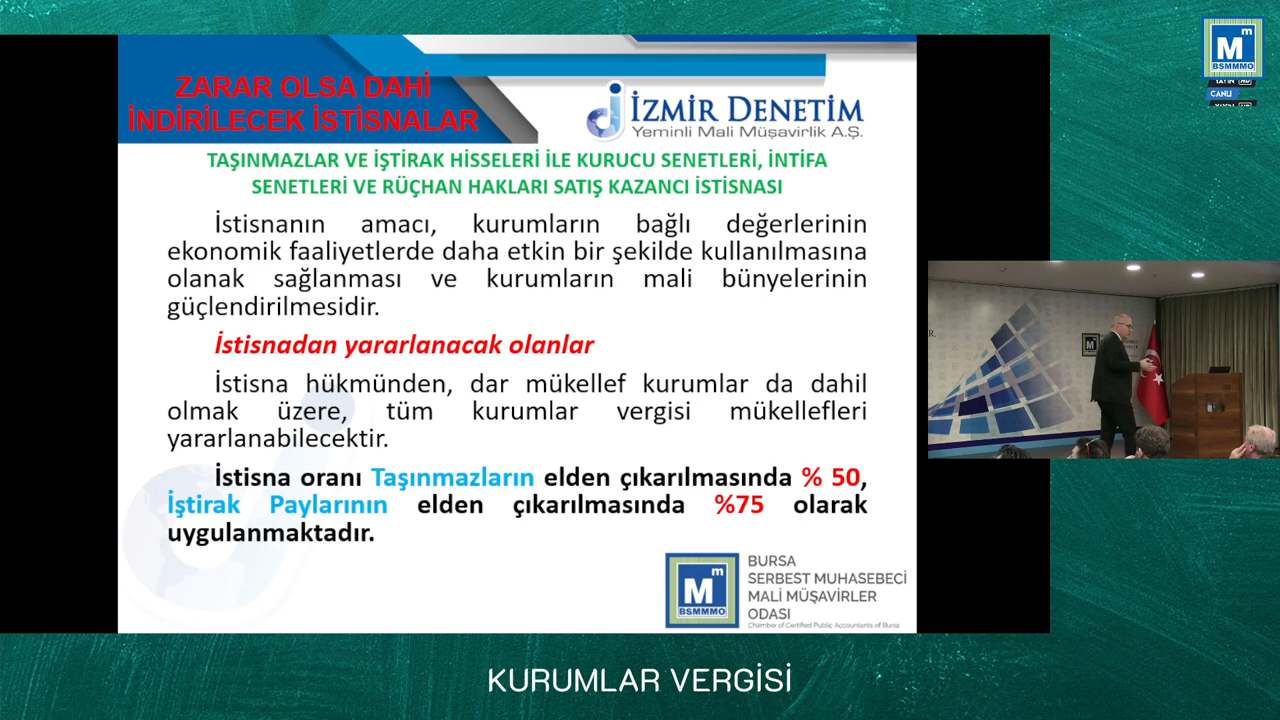 ZARAR OLSA DAHİ
İNDİRİLECEK İSTİSNALAR
İZMİR DENETİM
Yeminli Mali Müşavirlik A.Ş.
TAŞINMAZLAR VE İŞTİRAK HİSSELERİ İLE KURUCU SENETLERİ, İNTİFA
SENETLERİ VE RÜÇHAN HAKLARI SATIŞ KAZANCI İSTİSNASI
İstisnanın amacı, kurumların bağlı değerlerinin
ekonomik faaliyetlerde daha etkin bir şekilde kullanılmasına
olanak sağlanması ve kurumların mali bünyelerinin
güçlendirilmesidir.
İstisnadan yararlanacak olanlar
İstisna hükmünden, dar mükellef kurumlar da dahil
olmak üzere, tüm kurumlar vergisi mükellefleri
yararlanabilecektir.
İstisna oranı Taşınmazların elden çıkarılmasında % 50,
İştirak Paylarının elden çıkarılmasında %75 olarak
uygulanmaktadır.
Mm
BSMMMO
BURSA
SERBEST MUHASEBECİ
MALİ MÜŞAVİRLER
ODASI
Chamber of Certified Public Accountants of Bursa
Mm
BSMMMO
CANLI
KURUMLAR VERGİSİ